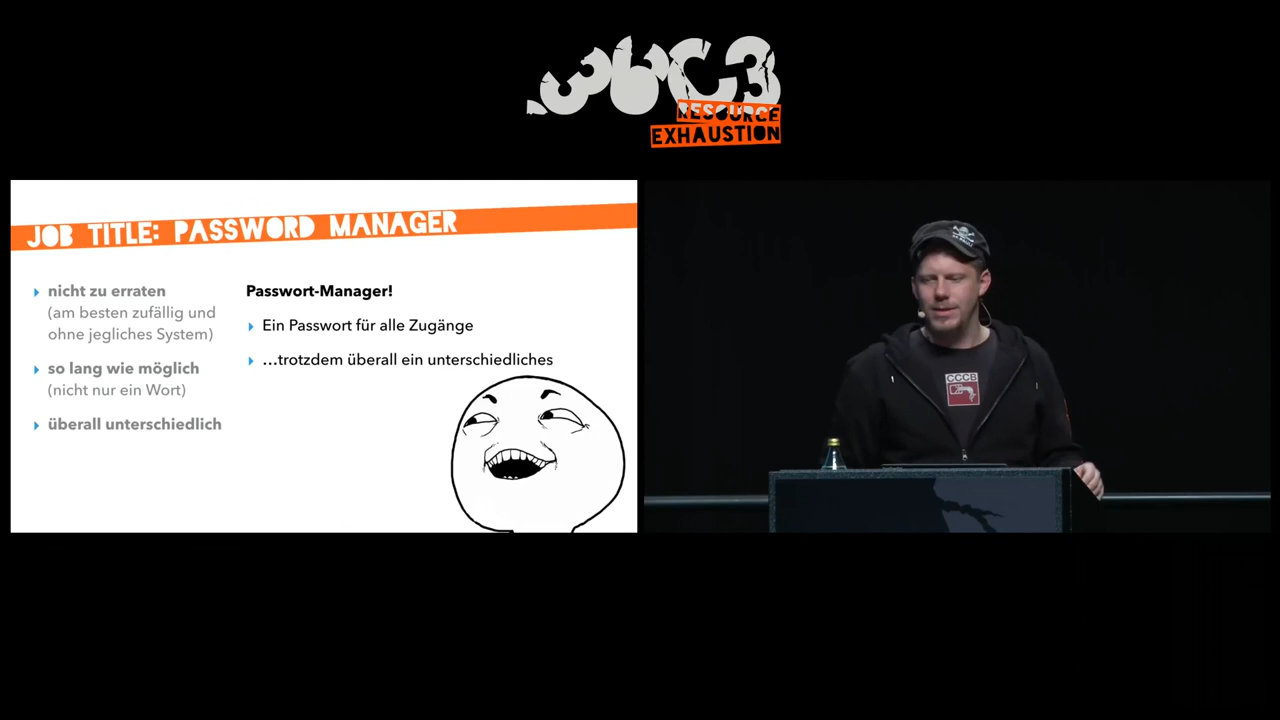 36C3
RESOURCE
EXHAUSTION
JOB TITLE: PASSWORD MANAGER
nicht zu erraten
(am besten zufällig und
ohne jegliches System)
so lang wie möglich
(nicht nur ein Wort)
überall unterschiedlich
Passwort-Manager!
Ein Passwort für alle Zugänge
...trotzdem überall ein unterschiedliches
CCCB